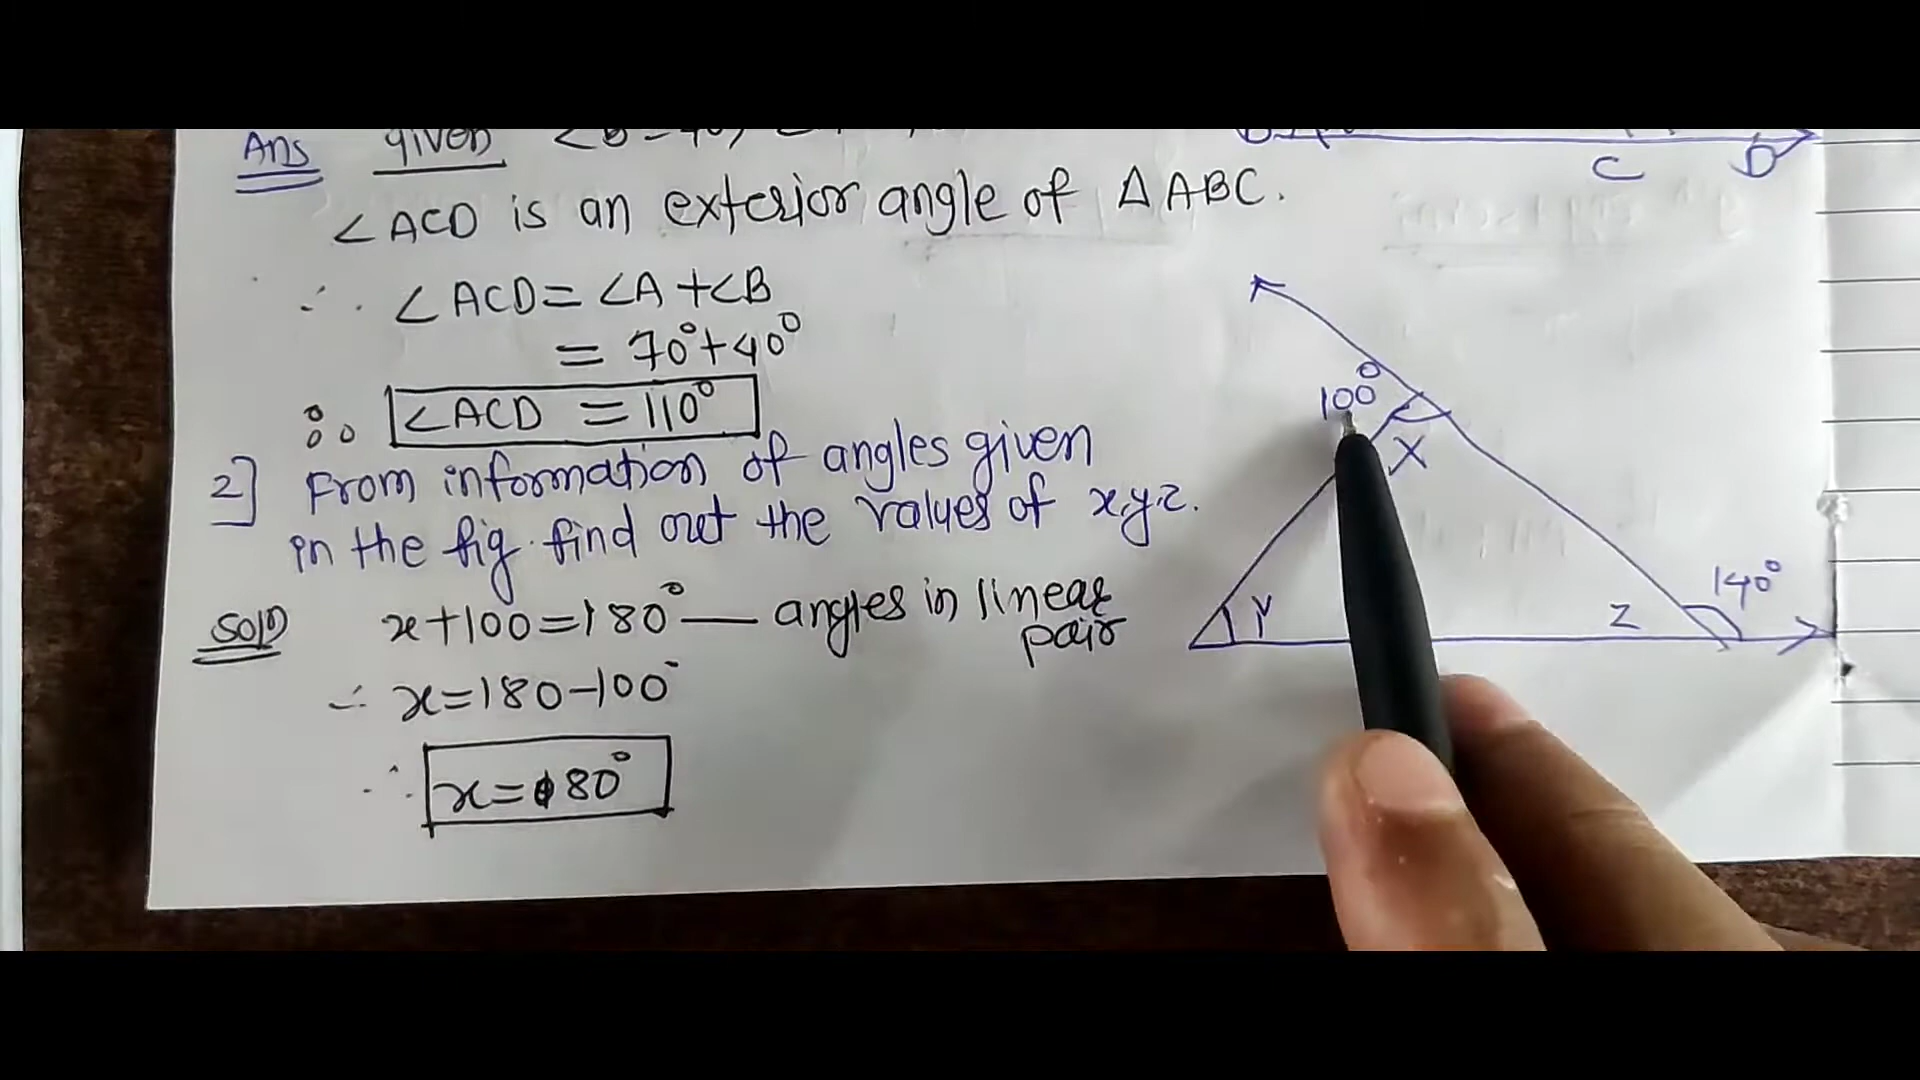 Ans given
C D
∠ACD is an exterior angle of △ABC.
∴ ∠ACD = ∠A + ∠B
= 70° + 40°
∴ ∠ACD = 110°
2] From information of angles given
in the fig. find out the values of x,y,z.
Soln x + 100 = 180° — angles in linear
pair
∴ x = 180 - 100°
∴ x = 80°
100°
X
Y
Z
140°